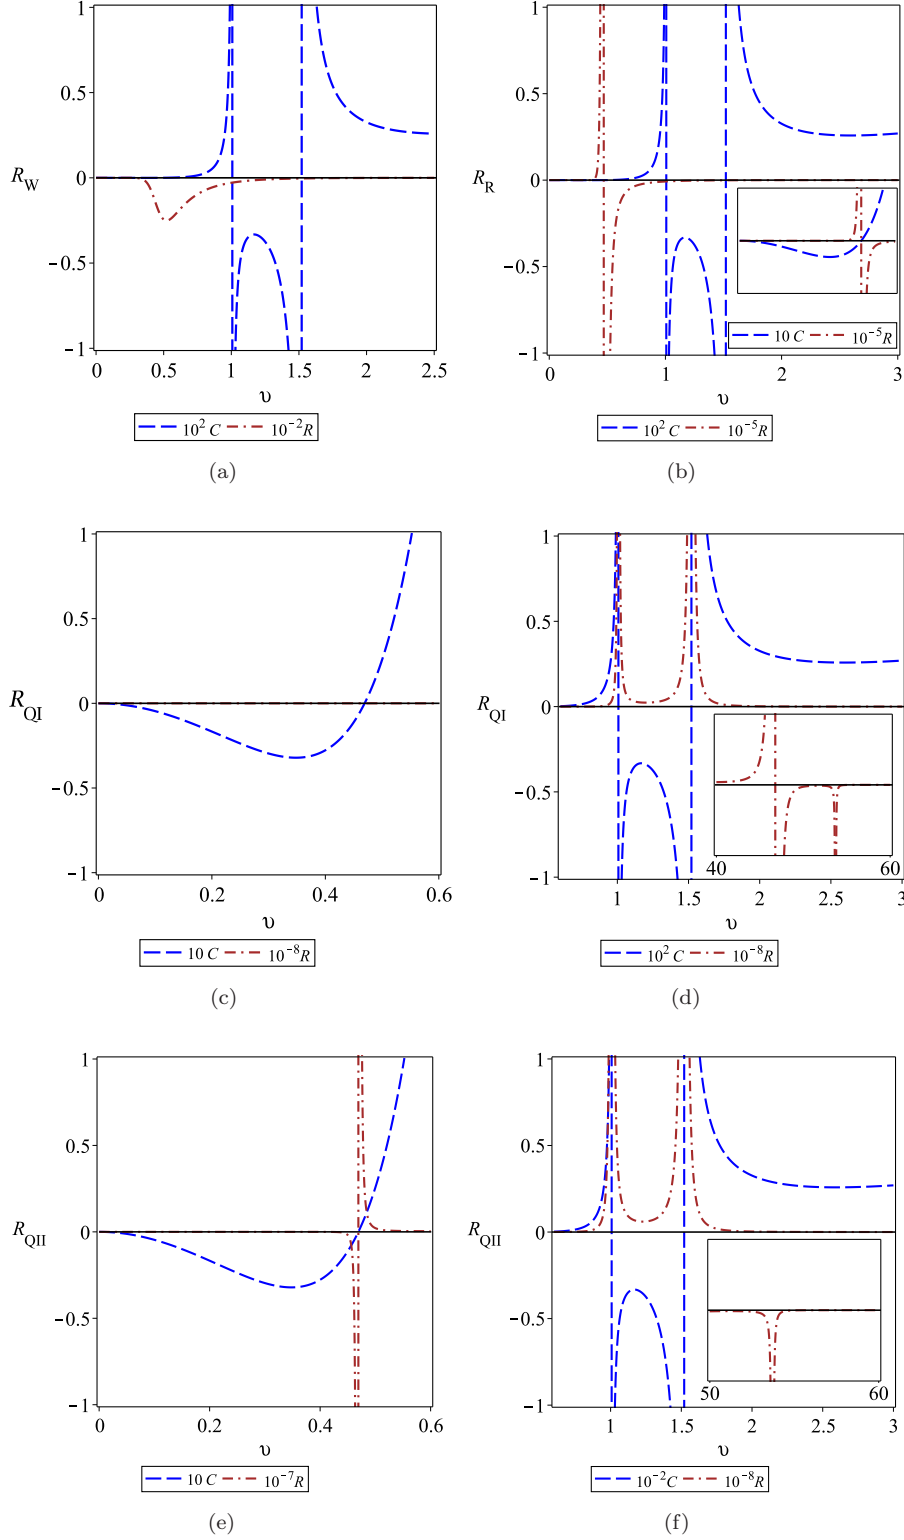 1
0.5
R_W 0
−0.5
−1
0 0.5 1 1.5 2 2.5
υ
10^2 C 10^−2 R
(a)
1
0.5
R_R 0
−0.5
−1
0 1 2 3
υ
10 C 10^−5 R
10^2 C 10^−5 R
(b)
1
0.5
R_QI 0
−0.5
−1
0 0.2 0.4 0.6
υ
10 C 10^−8 R
(c)
1
0.5
R_QI 0
−0.5
−1
40 60
1 1.5 2 2.5 3
υ
10^2 C 10^−8 R
(d)
1
0.5
R_QII 0
−0.5
−1
0 0.2 0.4 0.6
υ
10 C 10^−7 R
(e)
1
0.5
R_QII 0
−0.5
−1
50 60
1 1.5 2 2.5 3
υ
10^−2 C 10^−8 R
(f)